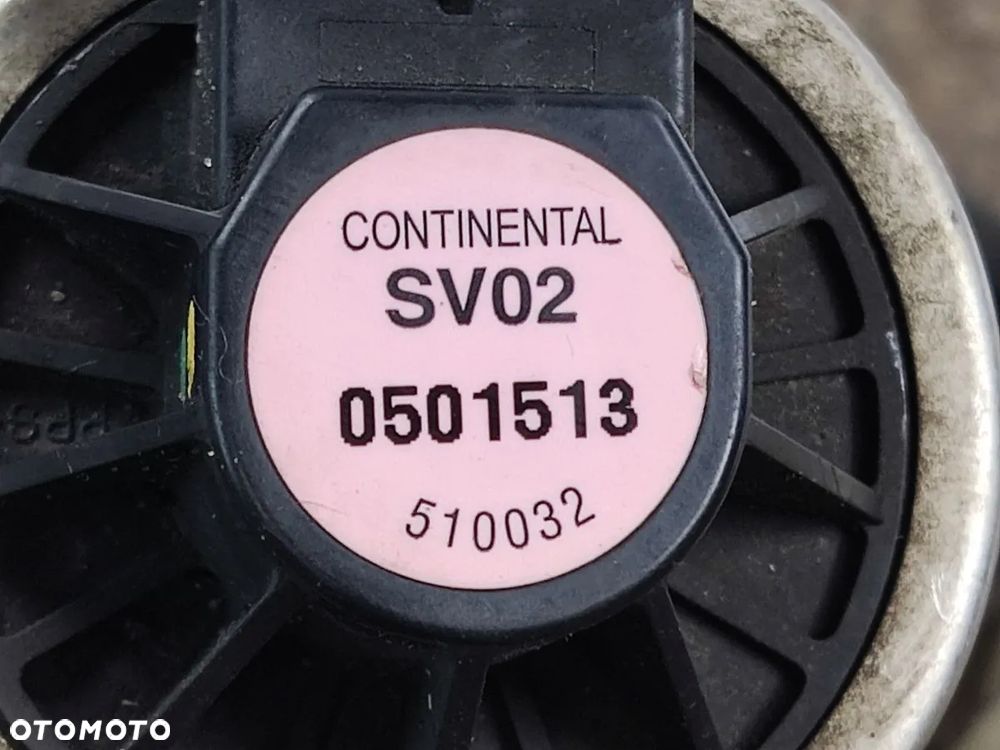 CONTINENTAL
SV02
0501513
510032
OTOMOTO